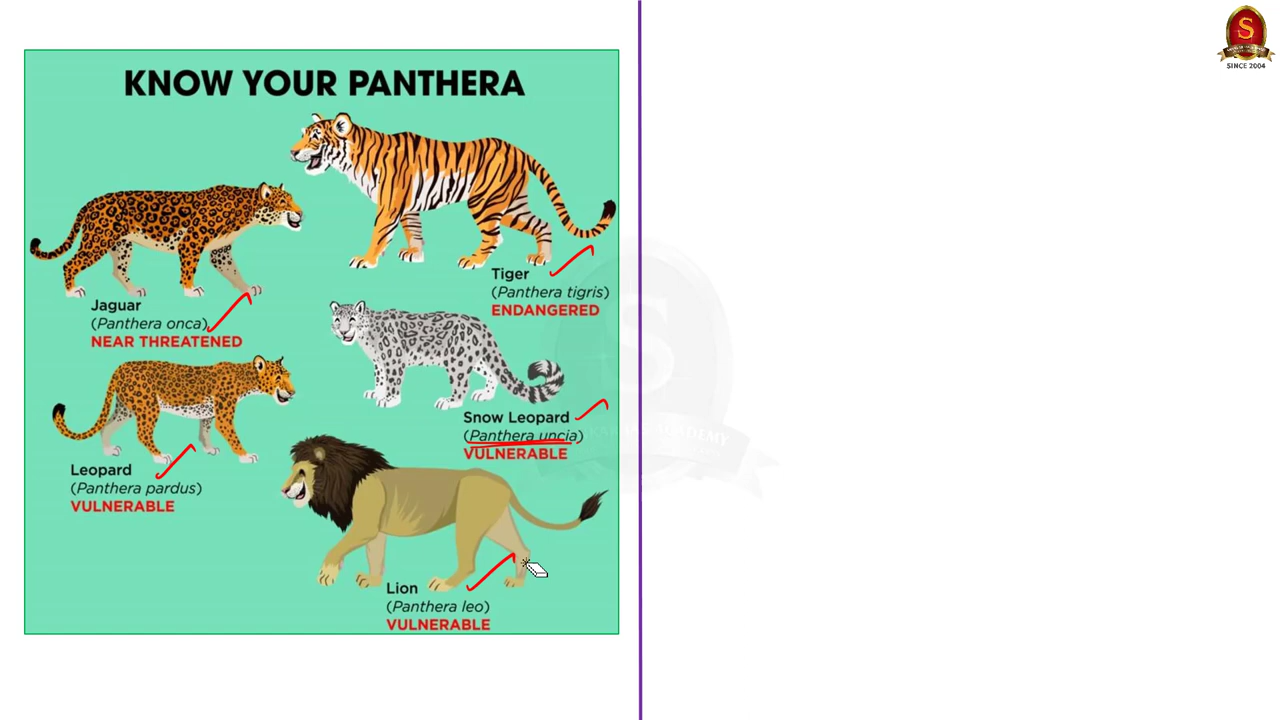 KNOW YOUR PANTHERA
Tiger
(Panthera tigris)
ENDANGERED
Jaguar
(Panthera onca)
NEAR THREATENED
Snow Leopard
(Panthera uncia)
VULNERABLE
Leopard
(Panthera pardus)
VULNERABLE
Lion
(Panthera leo)
VULNERABLE
S
SINCE 2004
S
ACADEMY